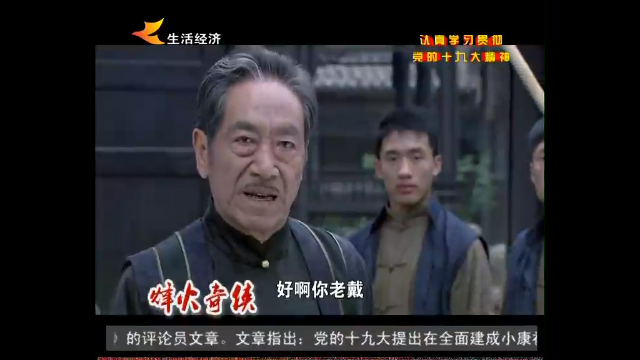 生活经济
认真学习贯彻
党的十九大精神
烽火奇侠
好啊你老戴
》的评论员文章。文章指出：党的十九大提出在全面建成小康社